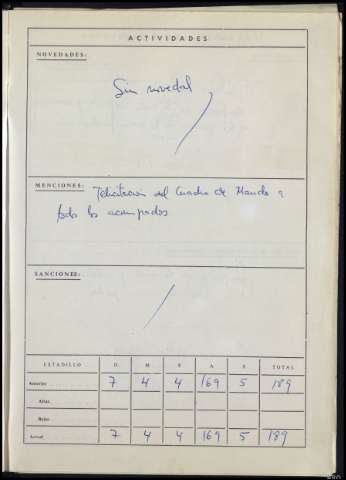 ACTIVIDADES
NOVEDADES:
Sin novedad
MENCIONES: Felicitación del Cuadro de Mando a
todos los acampados
SANCIONES:
ESTADILLO D. M. E A E TOTAL
Anterior 7 4 4 169 5 189
Altas
Bajas
Actual 7 4 4 169 5 189